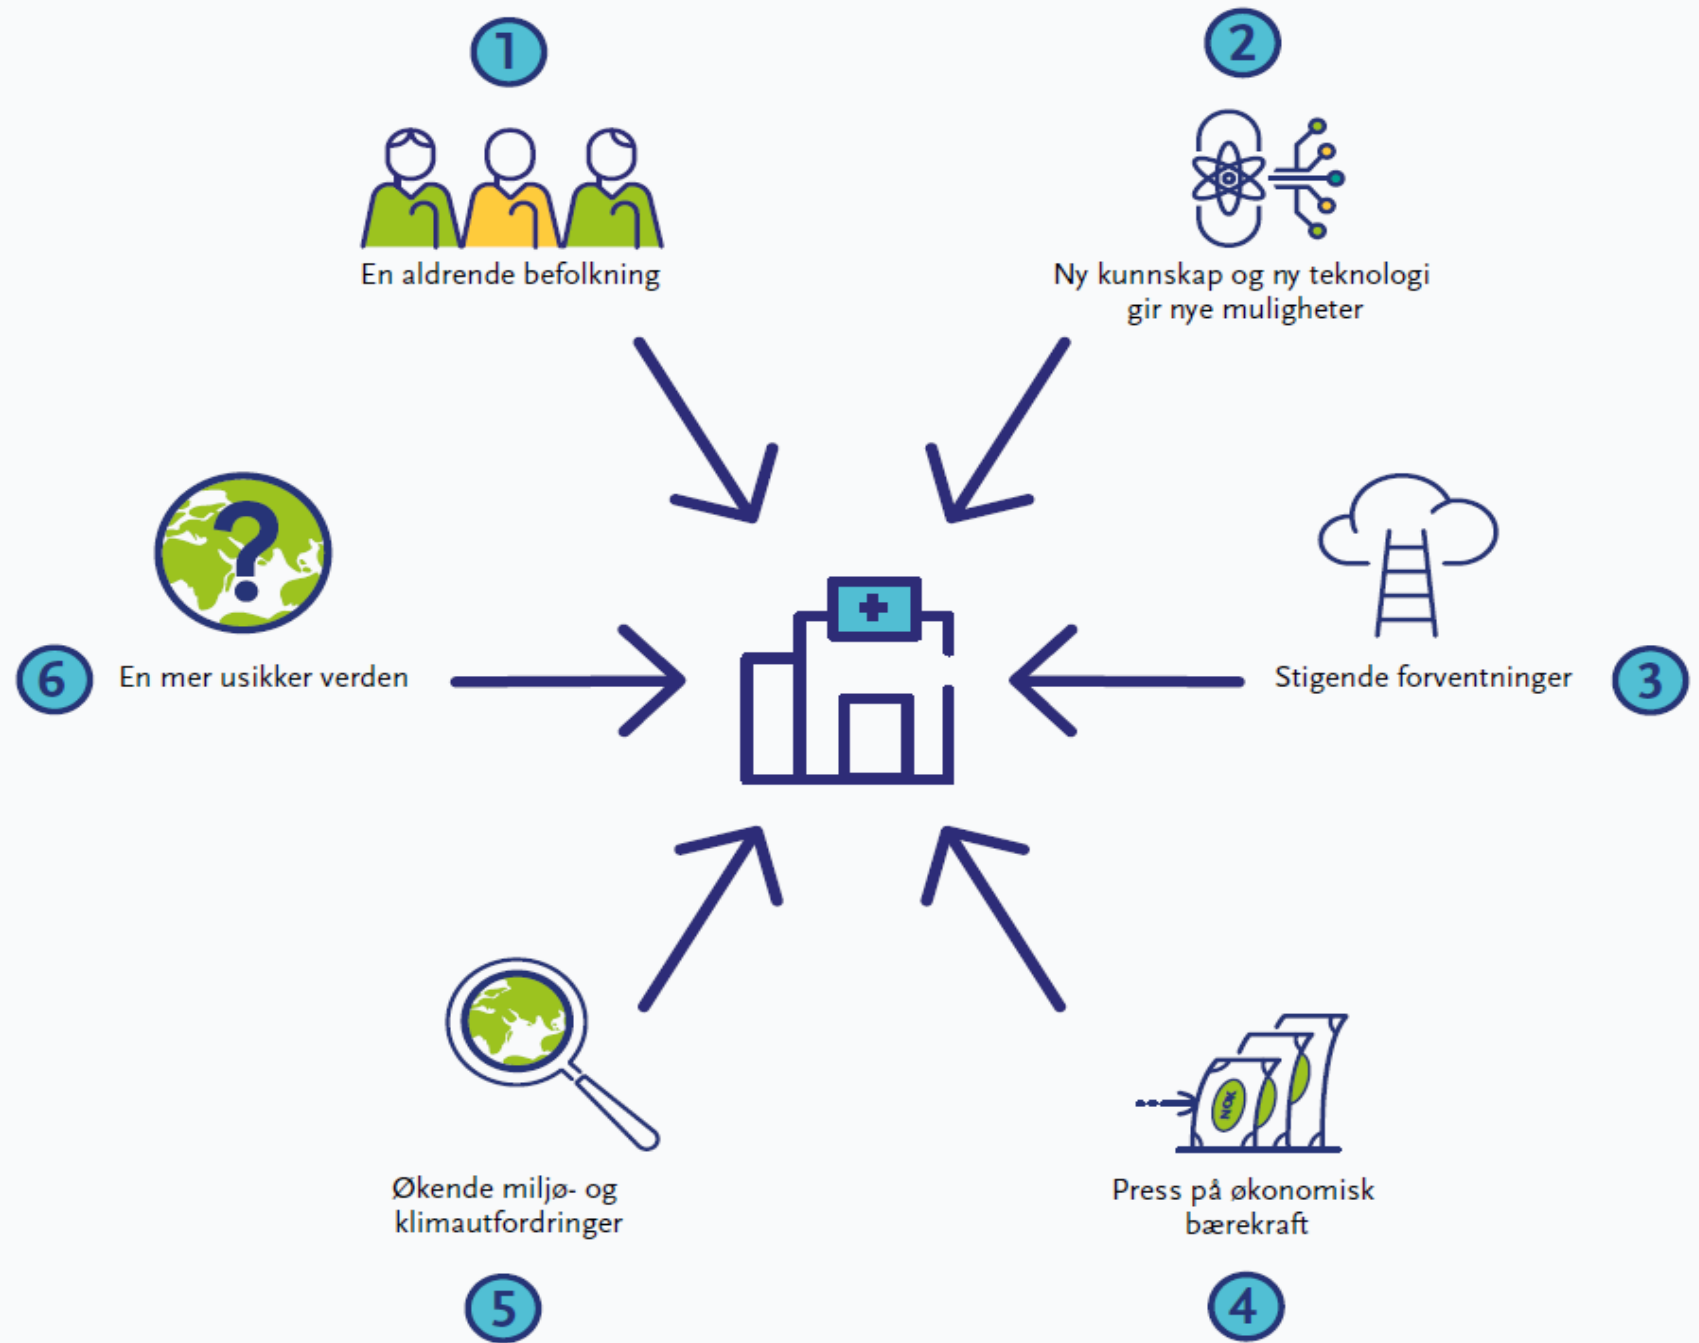 1
En aldrende befolkning
2
Ny kunnskap og ny teknologi
gir nye muligheter
Stigende forventninger
3
NOK
Press på økonomisk
bærekraft
4
Økende miljø- og
klimautfordringer
5
?
6
En mer usikker verden